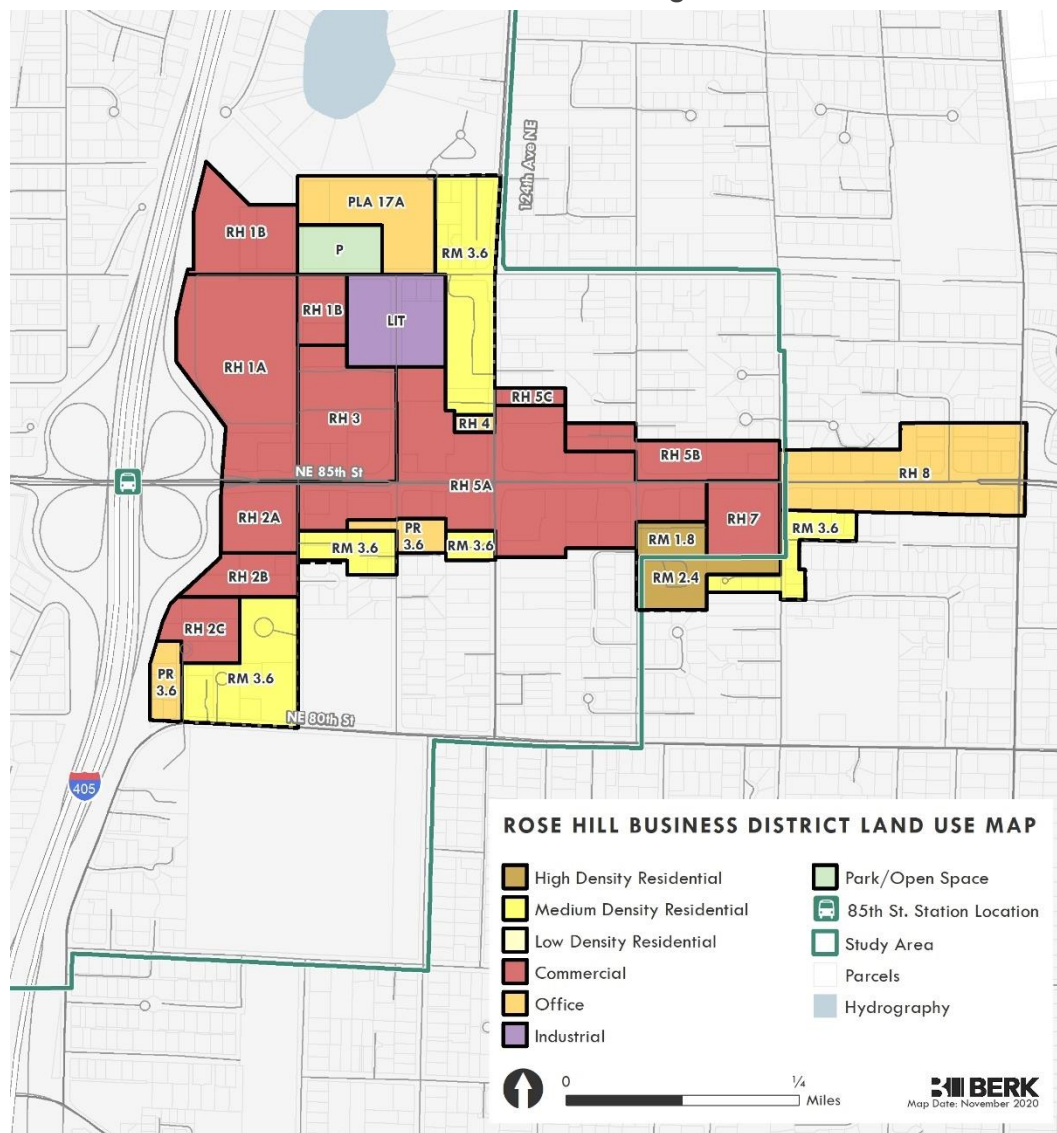 124th Ave NE
PLA 17A
RH 1B
P
RM 3.6
RH 1B
LIT
RH 1A
RH 3
RH 5C
RH 4
RH 5B
NE 85th St
RH 5A
RH 8
RH 2A
RH 7
PR
3.6
RM 3.6
RM 3.6
RM 1.8
RM 3.6
RH 2B
RM 2.4
RH 2C
PR
3.6
RM 3.6
NE 80th St
405
ROSE HILL BUSINESS DISTRICT LAND USE MAP
High Density Residential
Medium Density Residential
Low Density Residential
Commercial
Office
Industrial
Park/Open Space
85th St. Station Location
Study Area
Parcels
Hydrography
0
¼
Miles
BERK
Map Date: November 2020